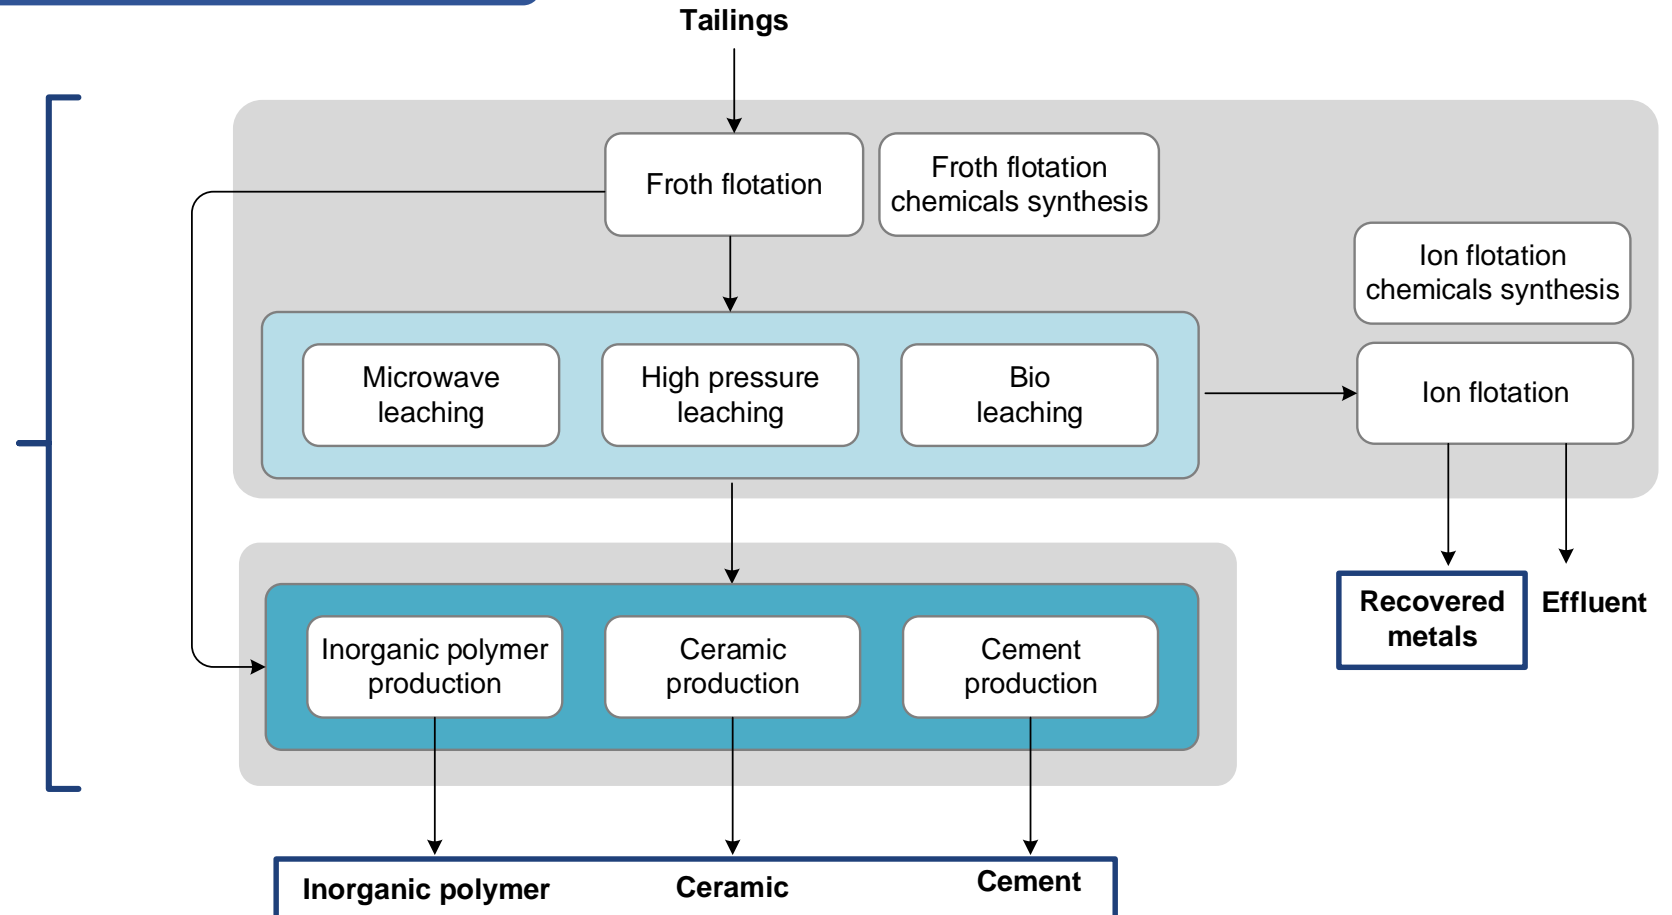 Tailings
Froth flotation
Froth flotation
chemicals synthesis
Ion flotation
chemicals synthesis
Microwave
leaching
High pressure
leaching
Bio
leaching
Ion flotation
Inorganic polymer
production
Ceramic
production
Cement
production
Recovered
metals
Effluent
Inorganic polymer
Ceramic
Cement